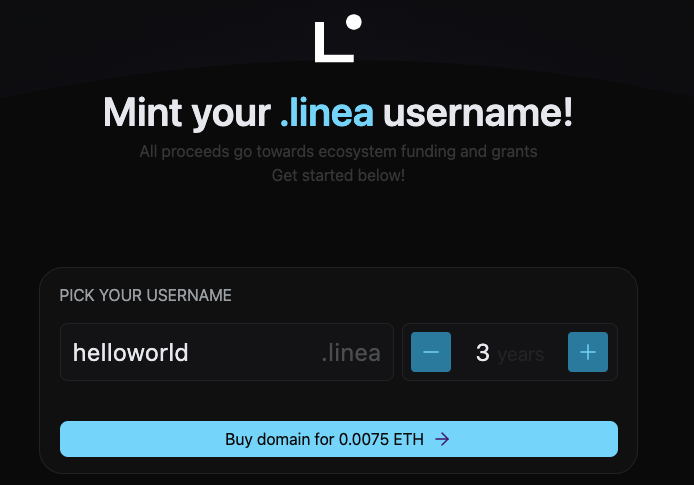 Mint your .linea username!
All proceeds go towards ecosystem funding and grants
Get started below!
PICK YOUR USERNAME
helloworld .linea 3 years
Buy domain for 0.0075 ETH